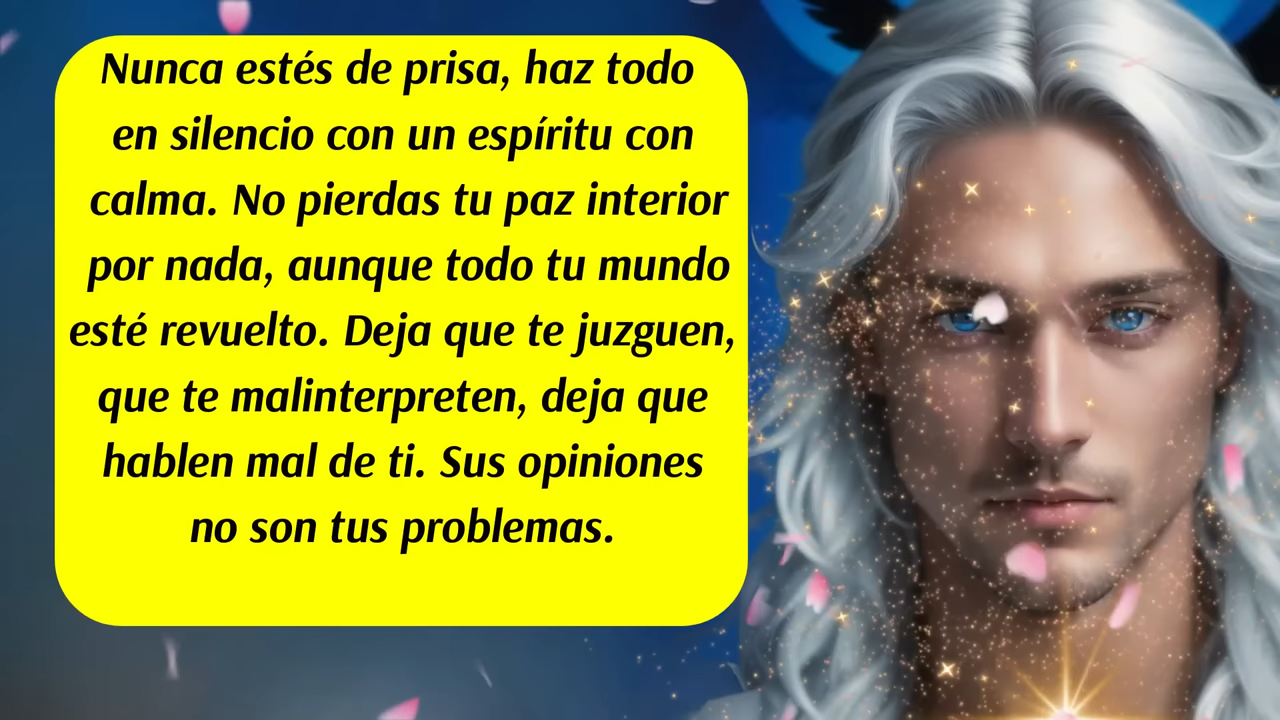 Nunca estés de prisa, haz todo
en silencio con un espíritu con
calma. No pierdas tu paz interior
por nada, aunque todo tu mundo
esté revuelto. Deja que te juzguen,
que te malinterpreten, deja que
hablen mal de ti. Sus opiniones
no son tus problemas.